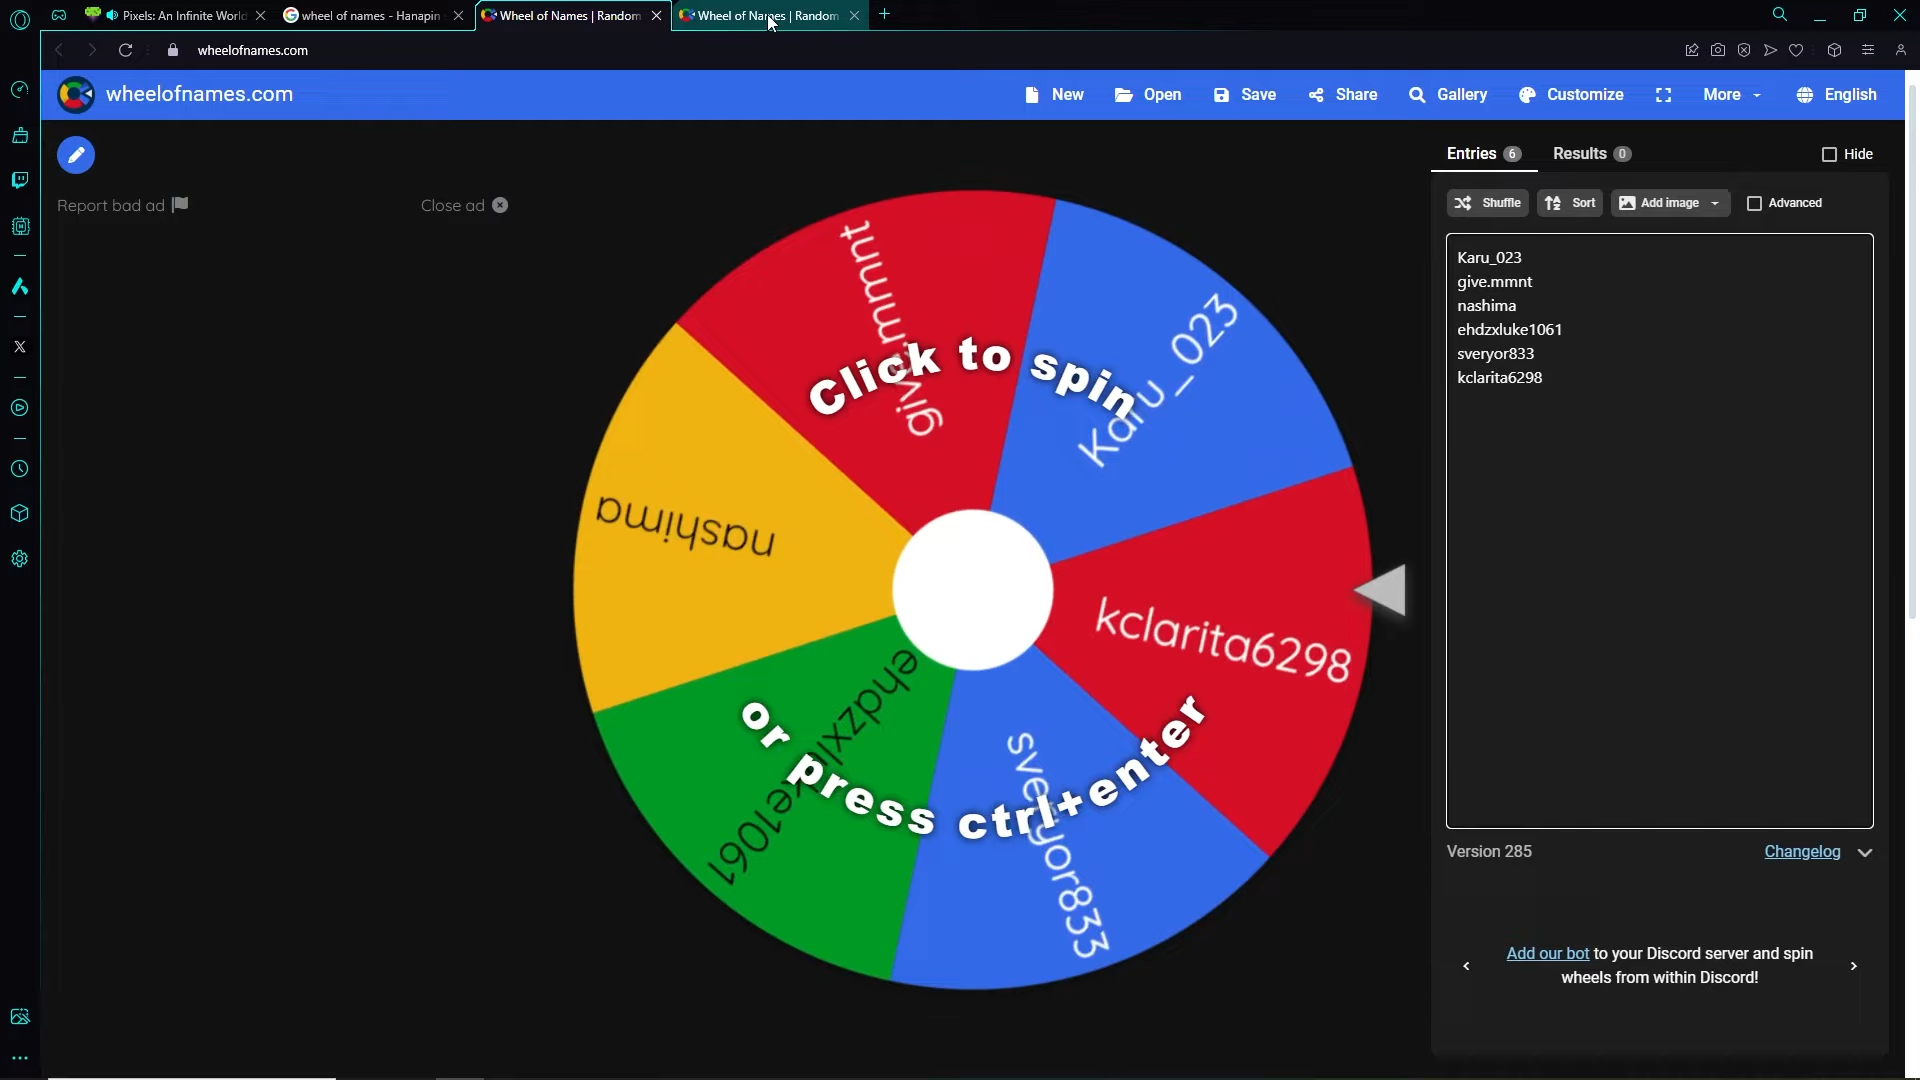 Pixels: An Infinite World
wheel of names - Hanapin
Wheel of Names | Random
Wheel of Names | Random
wheelofnames.com
wheelofnames.com
New
Open
Save
Share
Gallery
Customize
More
English
Report bad ad
Close ad
Entries 6
Results 0
Hide
Shuffle
Sort
Add image
Advanced
Karu_023
give.mmnt
nashima
ehdzxluke1061
sveryor833
kclarita6298
Click to spin
or press ctrl+enter
give.mmnt
Karu_023
nashima
kclarita6298
ehdzxluke1061
sveryor833
Version 285
Changelog
Add our bot to your Discord server and spin
wheels from within Discord!